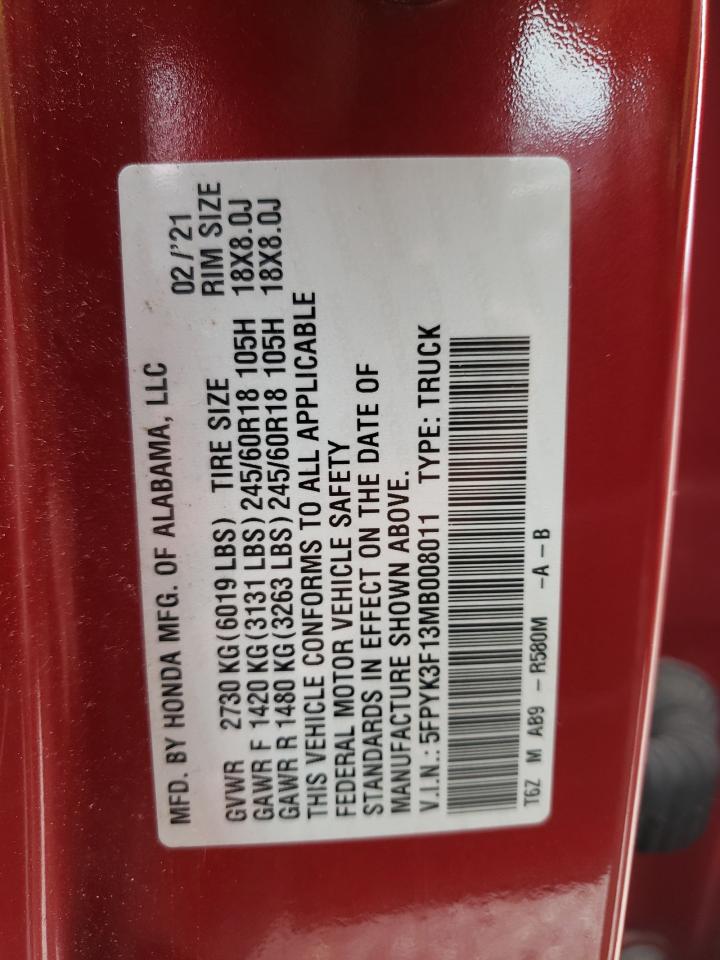 MFD. BY HONDA MFG. OF ALABAMA, LLC 02/'21
GVWR 2730 KG(6019 LBS) TIRE SIZE RIM SIZE
GAWR F 1420 KG(3131 LBS) 245/60R18 105H 18X8.0J
GAWR R 1480 KG(3263 LBS) 245/60R18 105H 18X8.0J
THIS VEHICLE CONFORMS TO ALL APPLICABLE
FEDERAL MOTOR VEHICLE SAFETY
STANDARDS IN EFFECT ON THE DATE OF
MANUFACTURE SHOWN ABOVE.
V.I.N.: 5FPYK3F13MB008011 TYPE: TRUCK
T6Z M AB9 – R580M –A–B